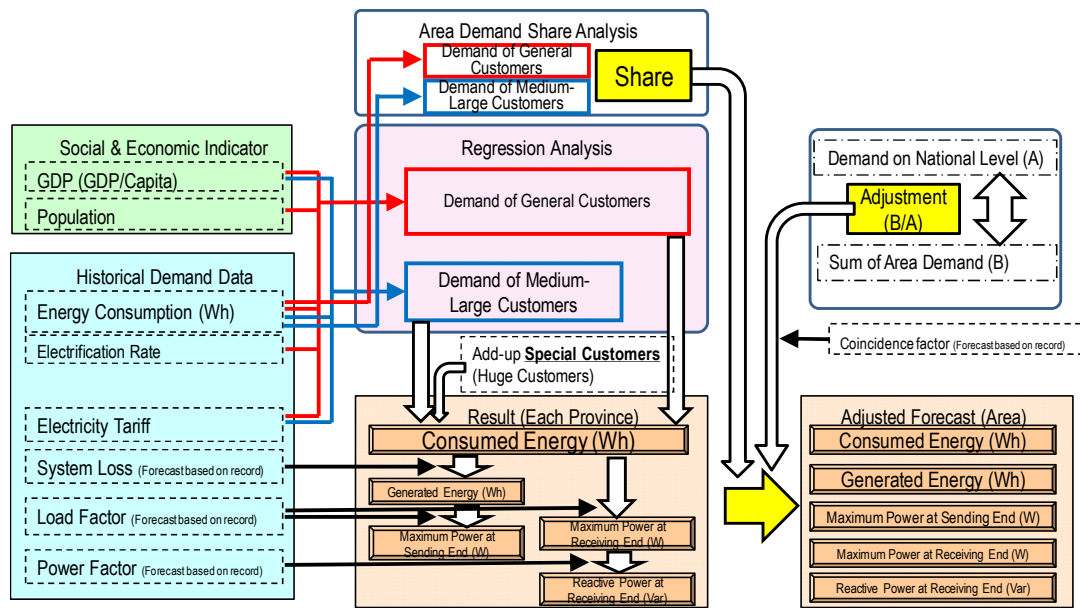 Area Demand Share Analysis
Demand of General
Customers
Demand of Medium-
Large Customers
Share
Social & Economic Indicator
GDP (GDP/Capita)
Population
Regression Analysis
Demand of General Customers
Demand of Medium-
Large Customers
Demand on National Level (A)
Adjustment
(B/A)
Sum of Area Demand (B)
Historical Demand Data
Energy Consumption (Wh)
Electrification Rate
Electricity Tariff
System Loss (Forecast based on record)
Load Factor (Forecast based on record)
Power Factor (Forecast based on record)
Add-up Special Customers
(Huge Customers)
Coincidence factor (Forecast based on record)
Result (Each Province)
Consumed Energy (Wh)
Generated Energy (Wh)
Maximum Power at
Sending End (W)
Maximum Power at
Receiving End (W)
Reactive Power at
Receiving End (Var)
Adjusted Forecast (Area)
Consumed Energy (Wh)
Generated Energy (Wh)
Maximum Power at Sending End (W)
Maximum Power at Receiving End (W)
Reactive Power at Receiving End (Var)